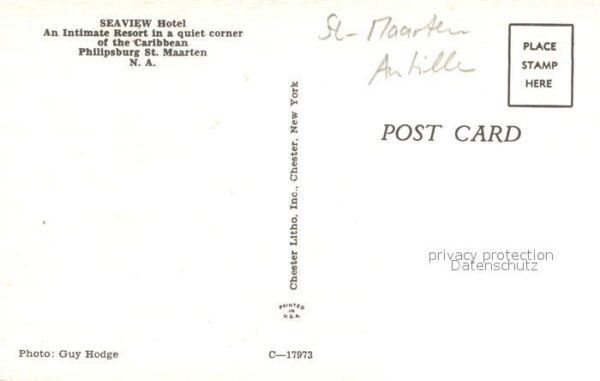 SEAVIEW Hotel
An Intimate Resort in a quiet corner
of the Caribbean
Philipsburg St. Maarten
N. A.
St-Maarten
Antille
PLACE
STAMP
HERE
POST CARD
Chester Litho, Inc., Chester, New York
privacy protection
Datenschutz
PRINTED
IN
U.S.A.
Photo: Guy Hodge
C—17973